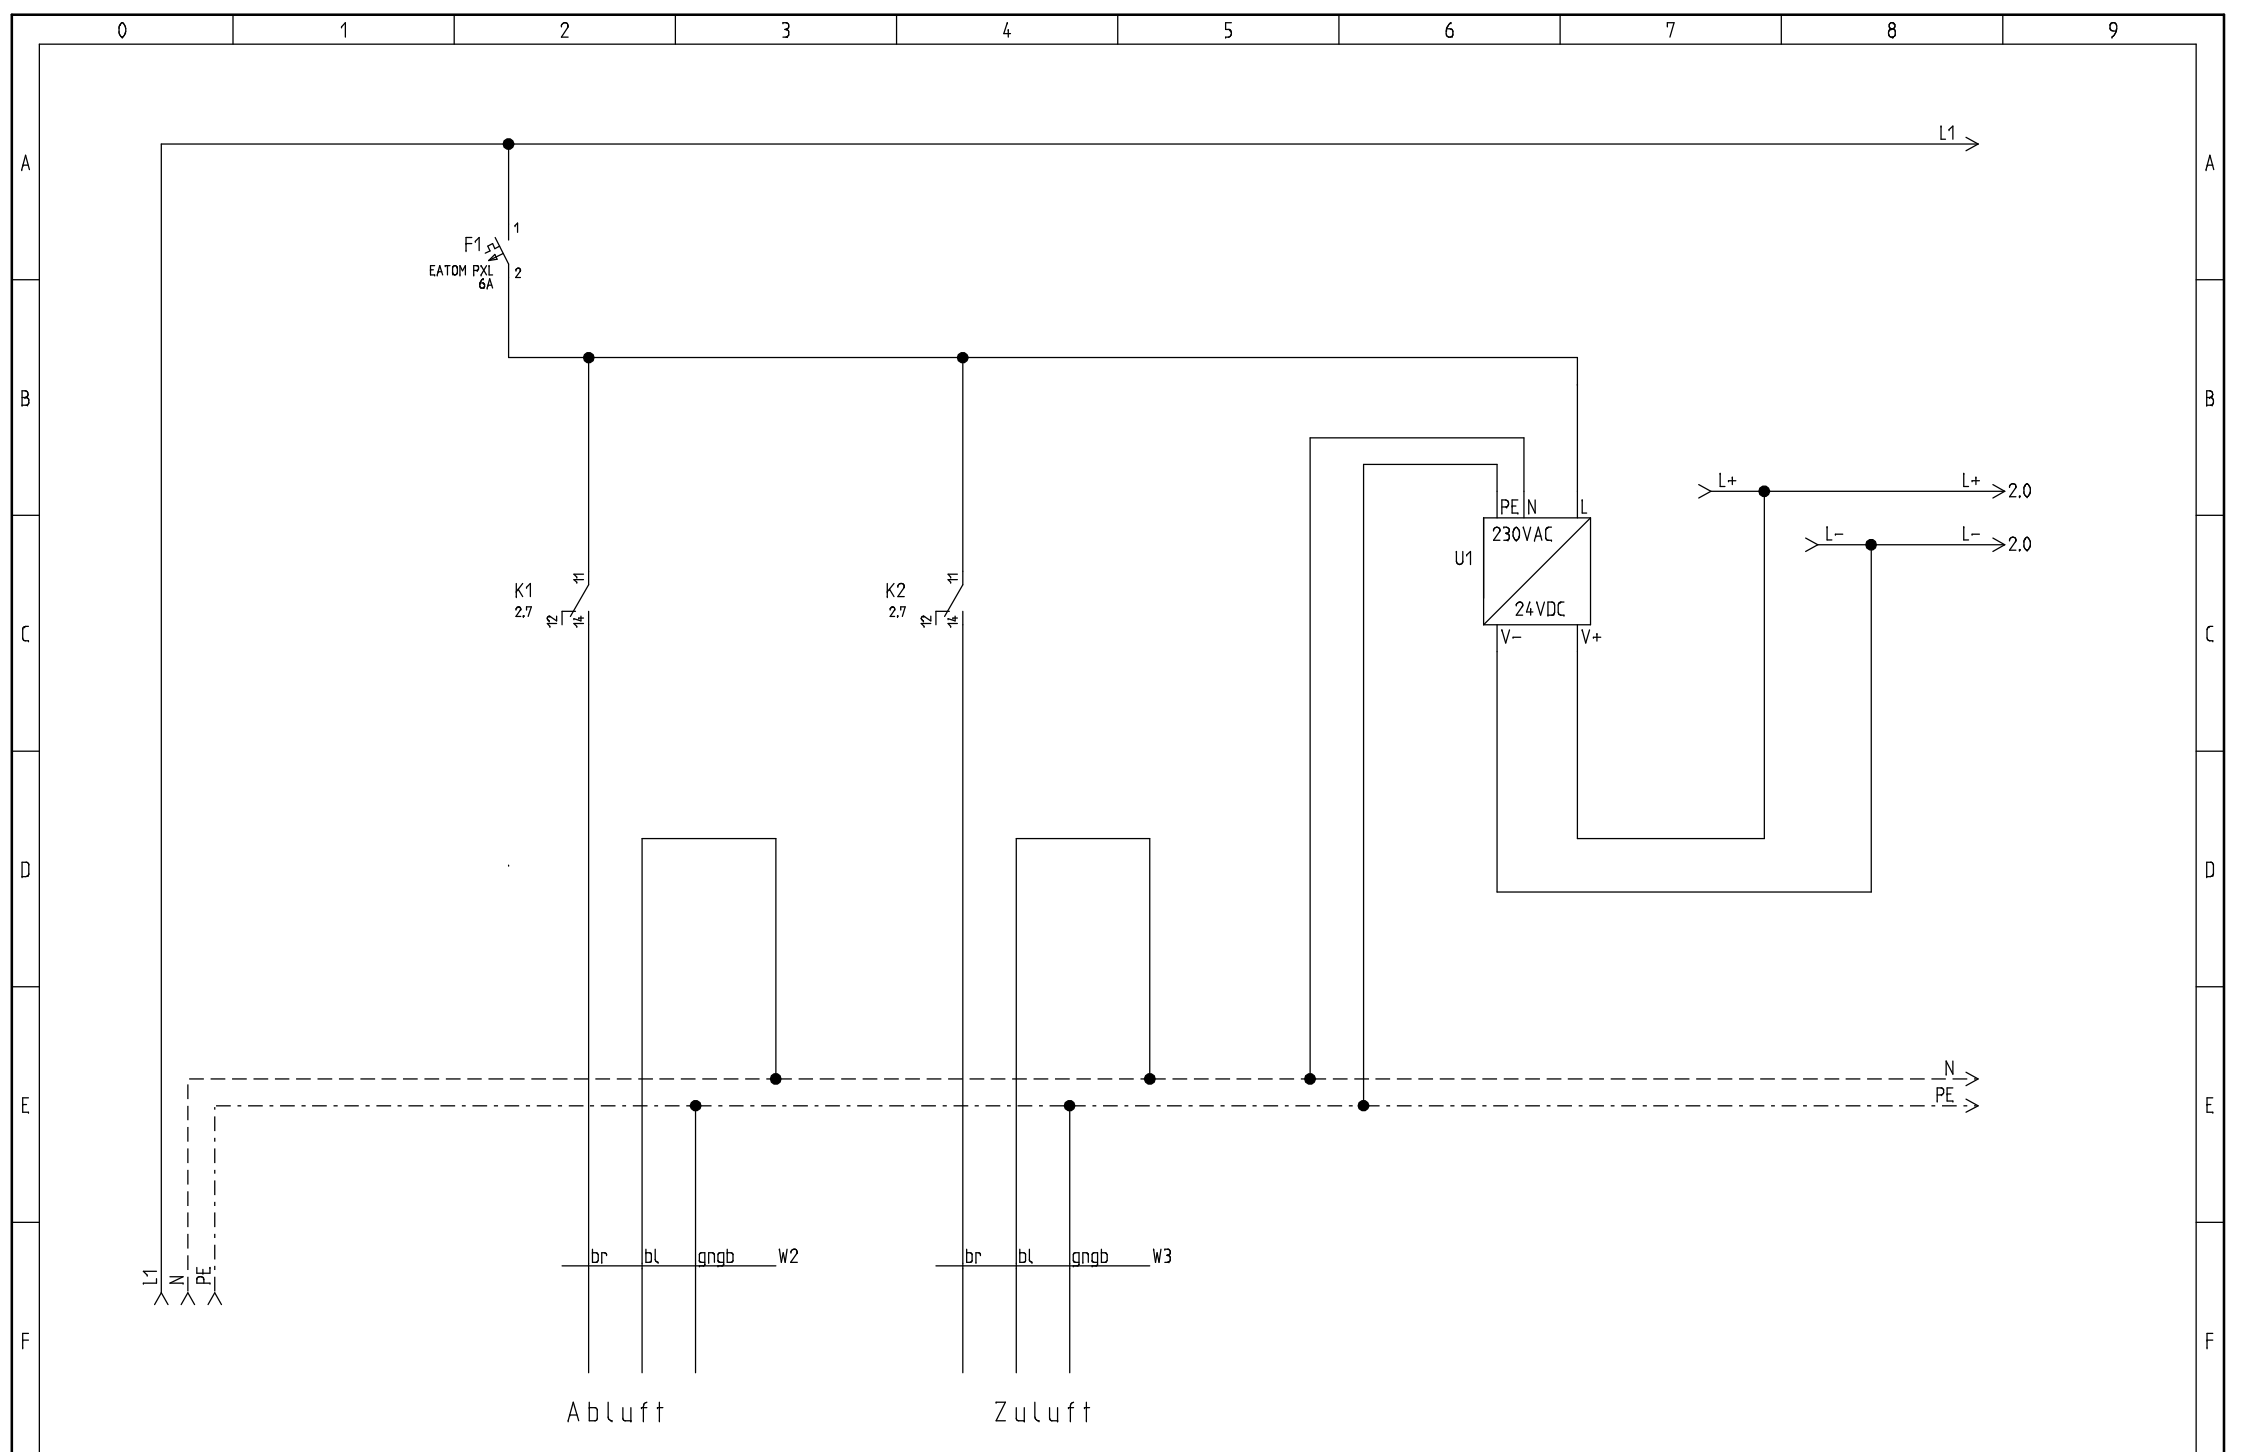 0 1 2 3 4 5 6 7 8 9
L1
A A
1
F1
EATOM PXL
2
6A
B B
L+ L+ 2.0
PE N L
230VAC
L- L- 2.0
U1
11 11
K1 K2
2.7 2.7
24VDC
12 14 12 14
C C
V- V+
D D
N
PE
E E
br bl gngb W2 br bl gngb W3
L1 N PE
F F
Abluft Zuluft